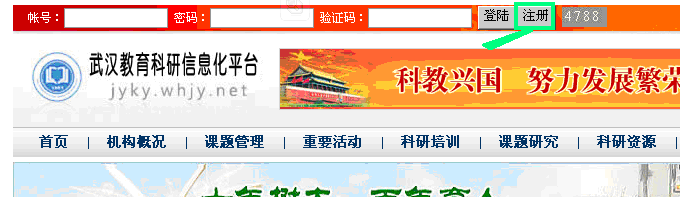 帐号: 密码: 验证码: 登陆 注册 4788
武汉教育科研信息化平台
jyky.whjy.net
科教兴国 努力发展繁荣
首页 | 机构概况 | 课题管理 | 重要活动 | 科研培训 | 课题研究 | 科研资源 |